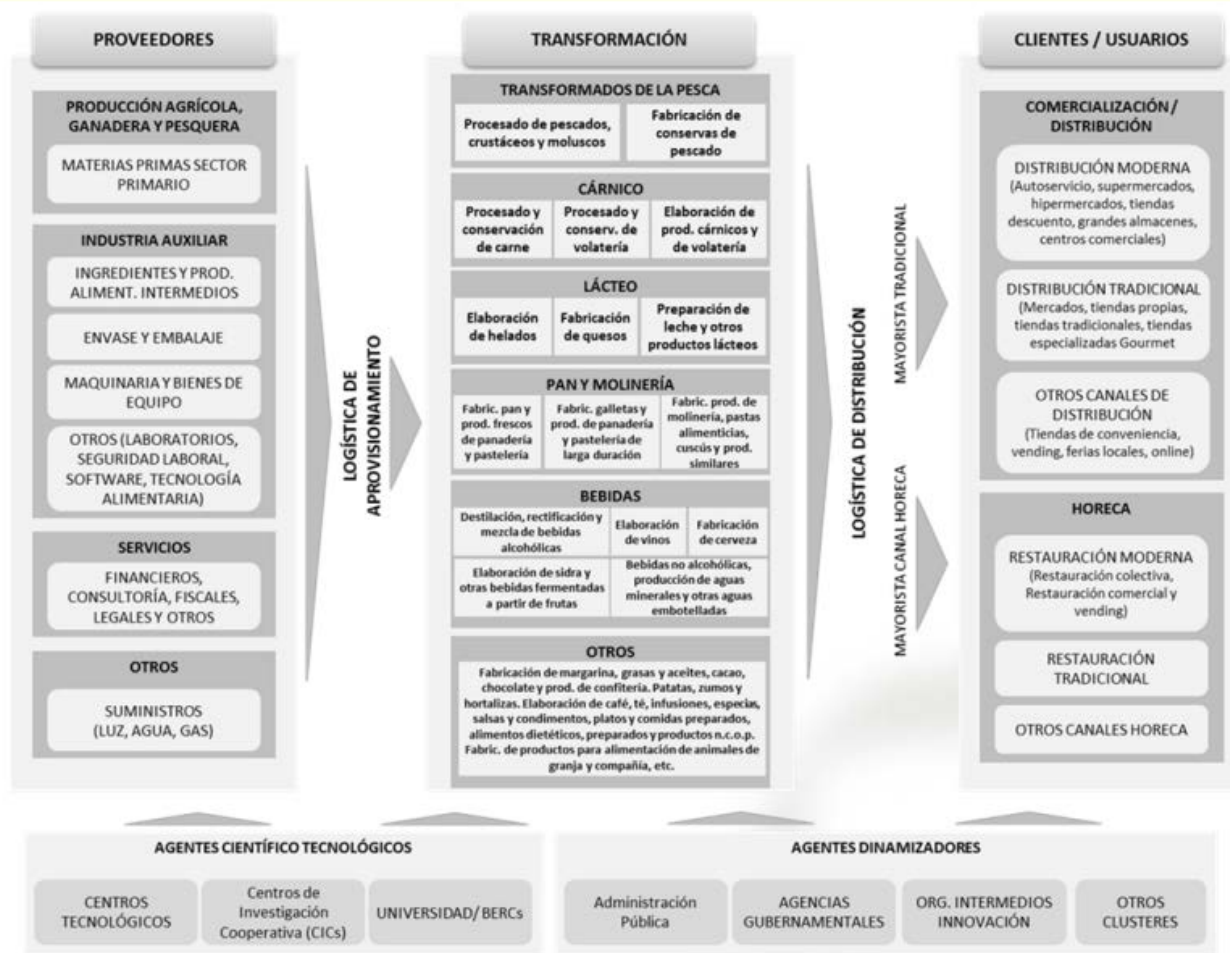 PROVEEDORES
PRODUCCIÓN AGRÍCOLA,
GANADERA Y PESQUERA
MATERIAS PRIMAS SECTOR
PRIMARIO
INDUSTRIA AUXILIAR
INGREDIENTES Y PROD.
ALIMENT. INTERMEDIOS
ENVASE Y EMBALAJE
MAQUINARIA Y BIENES DE
EQUIPO
OTROS (LABORATORIOS,
SEGURIDAD LABORAL,
SOFTWARE, TECNOLOGÍA
ALIMENTARIA)
SERVICIOS
FINANCIEROS,
CONSULTORÍA, FISCALES,
LEGALES Y OTROS
OTROS
SUMINISTROS
(LUZ, AGUA, GAS)
LOGÍSTICA DE
APROVISIONAMIENTO
TRANSFORMACIÓN
TRANSFORMADOS DE LA PESCA
Procesado de pescados,
crustáceos y moluscos
Fabricación de
conservas de
pescado
CÁRNICO
Procesado y
conservación
de carne
Procesado y
conserv. de
volatería
Elaboración de
prod. cárnicos y
de volatería
LÁCTEO
Elaboración
de helados
Fabricación
de quesos
Preparación de
leche y otros
productos lácteos
PAN Y MOLINERÍA
Fabric. pan y
prod. frescos
de panadería
y pastelería
Fabric. galletas y
prod. de panadería
y pastelería de
larga duración
Fabric. prod. de
molinería, pastas
alimenticias,
cuscús y prod.
similares
BEBIDAS
Destilación, rectificación y
mezcla de bebidas
alcohólicas
Elaboración
de vinos
Fabricación
de cerveza
Elaboración de sidra y
otras bebidas fermentadas
a partir de frutas
Bebidas no alcohólicas,
producción de aguas
minerales y otras aguas
embotelladas
OTROS
Fabricación de margarina, grasas y aceites, cacao,
chocolate y prod. de confitería. Patatas, zumos y
hortalizas. Elaboración de café, té, infusiones, especias,
salsas y condimentos, platos y comidas preparados,
alimentos dietéticos, preparados y productos n.c.o.p.
Fabric. de productos para alimentación de animales de
granja y compañía, etc.
LOGÍSTICA DE DISTRIBUCIÓN
MAYORISTA TRADICIONAL
MAYORISTA CANAL HORECA
CLIENTES / USUARIOS
COMERCIALIZACIÓN /
DISTRIBUCIÓN
DISTRIBUCIÓN MODERNA
(Autoservicio, supermercados,
hipermercados, tiendas
descuento, grandes almacenes,
centros comerciales)
DISTRIBUCIÓN TRADICIONAL
(Mercados, tiendas propias,
tiendas tradicionales, tiendas
especializadas Gourmet
OTROS CANALES DE
DISTRIBUCIÓN
(Tiendas de conveniencia,
vending, ferias locales, online)
HORECA
RESTAURACIÓN MODERNA
(Restauración colectiva,
Restauración comercial y
vending)
RESTAURACIÓN
TRADICIONAL
OTROS CANALES HORECA
AGENTES CIENTÍFICO TECNOLÓGICOS
CENTROS
TECNOLÓGICOS
Centros de
Investigación
Cooperativa (CICs)
UNIVERSIDAD/ BERCs
AGENTES DINAMIZADORES
Administración
Pública
AGENCIAS
GUBERNAMENTALES
ORG. INTERMEDIOS
INNOVACIÓN
OTROS
CLUSTERES